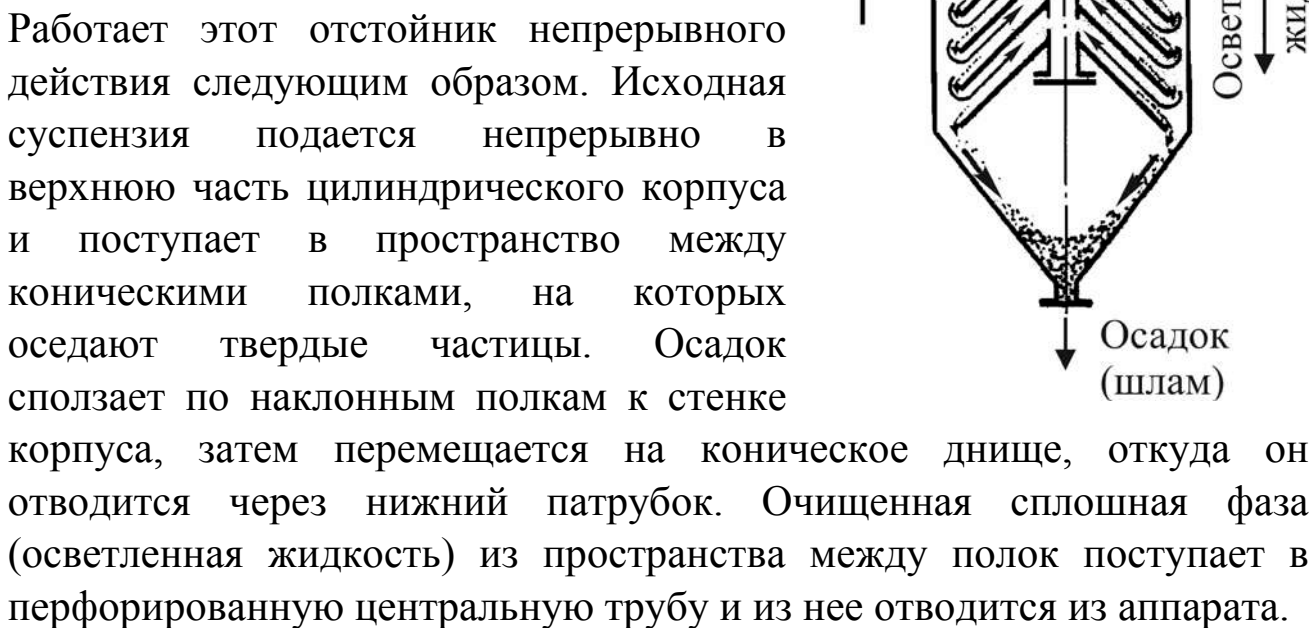 Работает этот отстойник непрерывного
действия следующим образом. Исходная
суспензия подается непрерывно в
верхнюю часть цилиндрического корпуса
и поступает в пространство между
коническими полками, на которых
оседают твердые частицы. Осадок
сползает по наклонным полкам к стенке
корпуса, затем перемещается на коническое днище, откуда он
отводится через нижний патрубок. Очищенная сплошная фаза
(осветленная жидкость) из пространства между полок поступает в
перфорированную центральную трубу и из нее отводится из аппарата.
Осадок
(шлам)
Освет
жид